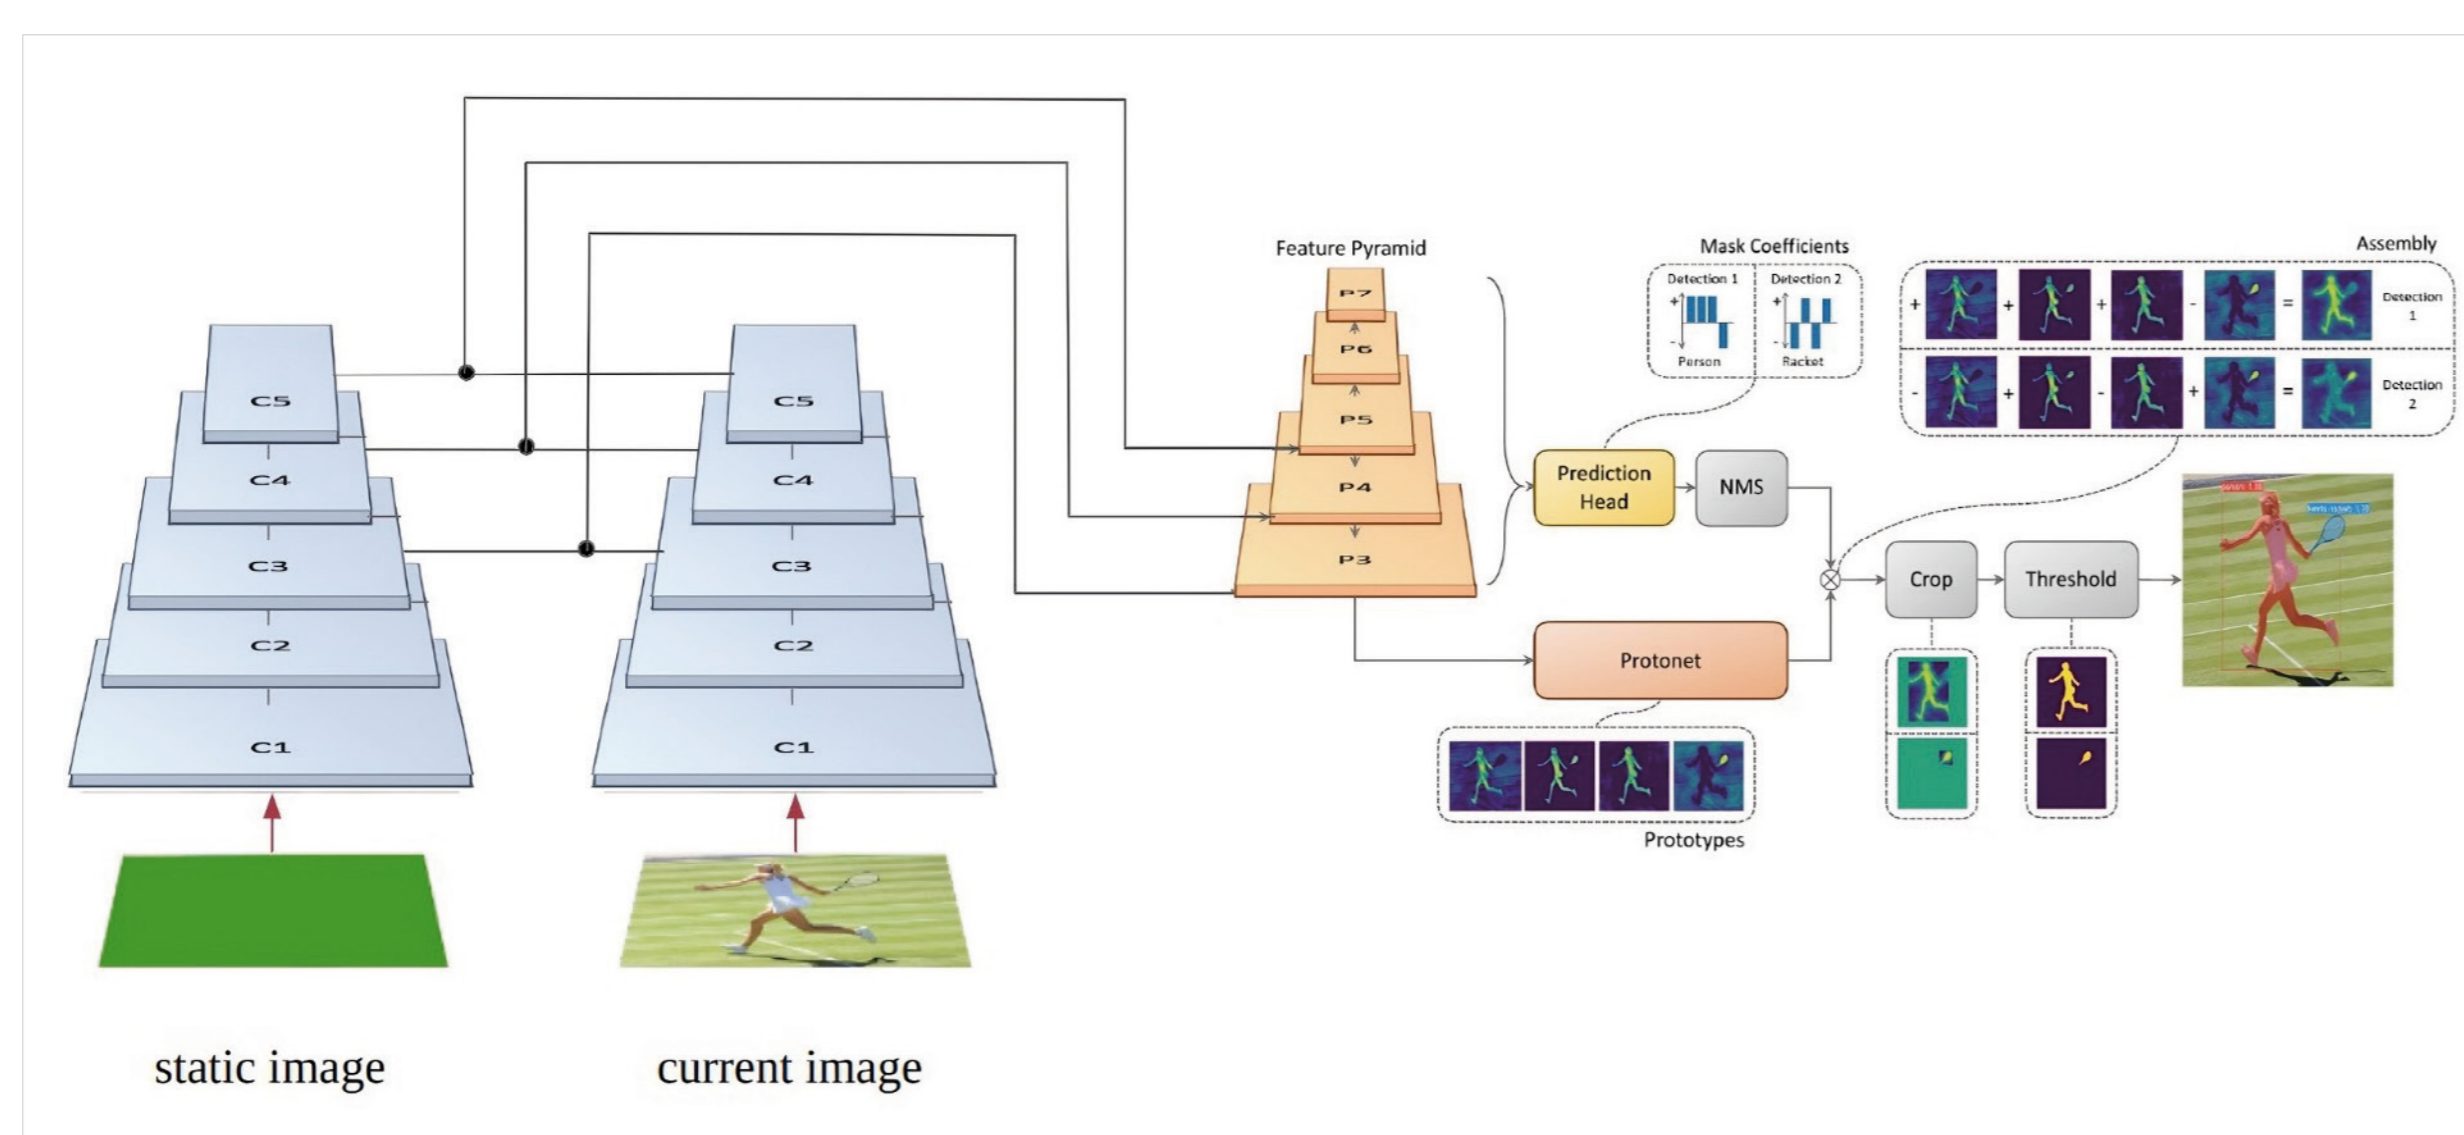 C5
C4
C3
C2
C1
static image
C5
C4
C3
C2
C1
current image
Feature Pyramid
P7
P6
P5
P4
P3
Mask Coefficients
Detection 1
+
-
Person
Detection 2
+
-
Racket
Prediction
Head
NMS
Protonet
Prototypes
Assembly
+ + + - =
Detection
1
- + - + =
Detection
2
Crop
Threshold